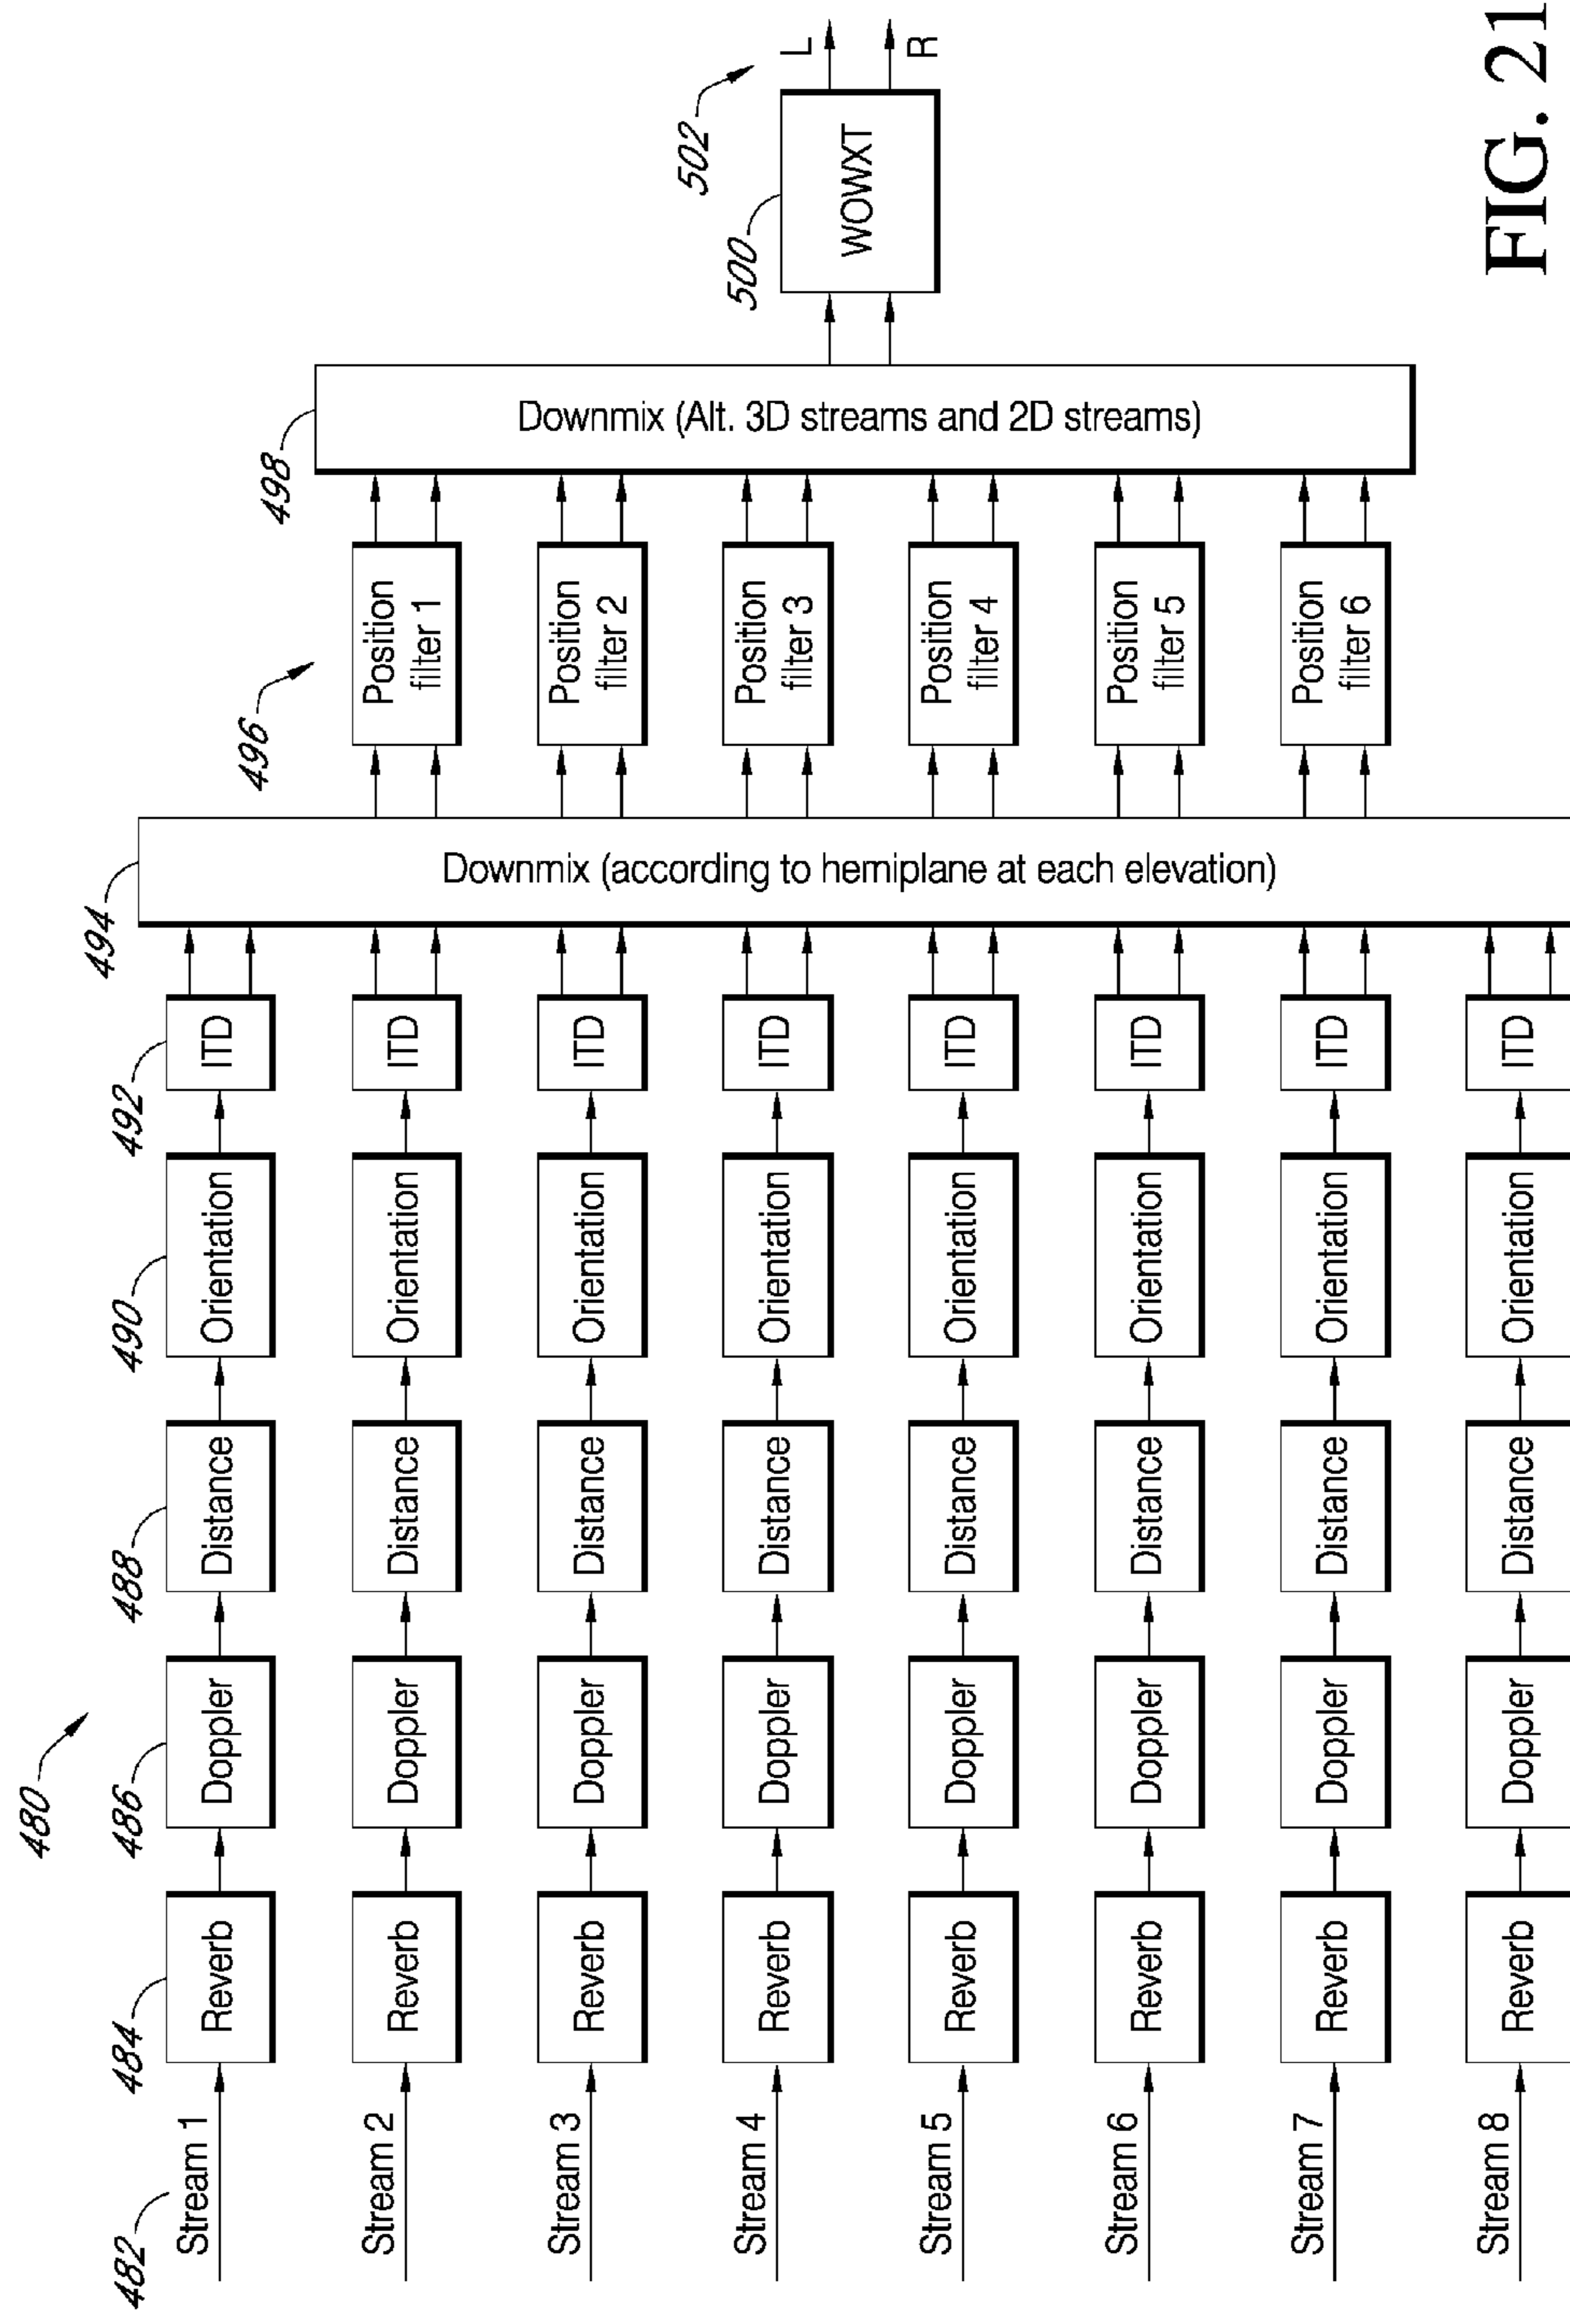 480
482
484
486
488
490
492
494
496
498
500
502
Stream 1
Reverb
Doppler
Distance
Orientation
ITD
Stream 2
Reverb
Doppler
Distance
Orientation
ITD
Stream 3
Reverb
Doppler
Distance
Orientation
ITD
Stream 4
Reverb
Doppler
Distance
Orientation
ITD
Stream 5
Reverb
Doppler
Distance
Orientation
ITD
Stream 6
Reverb
Doppler
Distance
Orientation
ITD
Stream 7
Reverb
Doppler
Distance
Orientation
ITD
Stream 8
Reverb
Doppler
Distance
Orientation
ITD
Downmix (according to hemiplane at each elevation)
Position
filter 1
Position
filter 2
Position
filter 3
Position
filter 4
Position
filter 5
Position
filter 6
Downmix (Alt. 3D streams and 2D streams)
WOWXT
L
R
FIG. 21